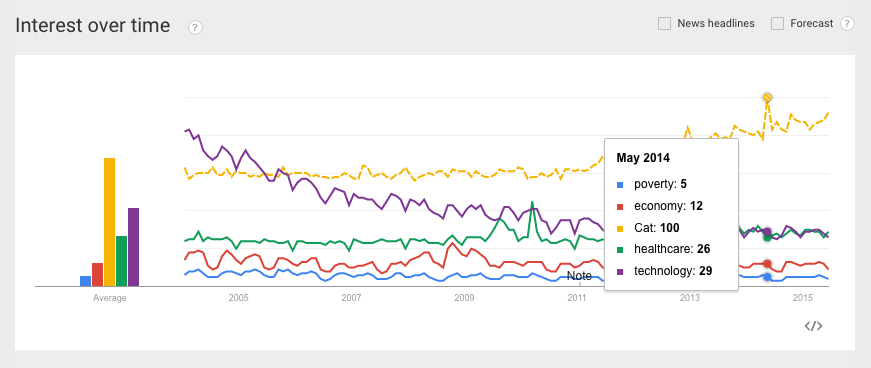 Interest over time ?
News headlines
Forecast ?
May 2014
poverty: 5
economy: 12
Cat: 100
healthcare: 26
technology: 29
Note
Average
2005
2007
2009
2011
2013
2015
</>